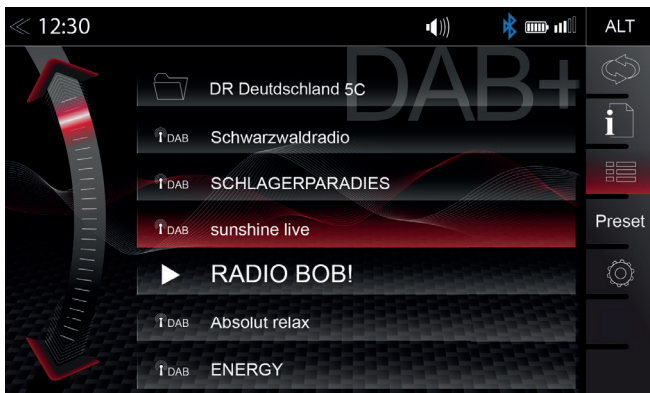 12:30
ALT
DAB+
DR Deutdschland 5C
DAB Schwarzwaldradio
DAB SCHLAGERPARADIES
DAB sunshine live
RADIO BOB!
DAB Absolut relax
DAB ENERGY
i
Preset